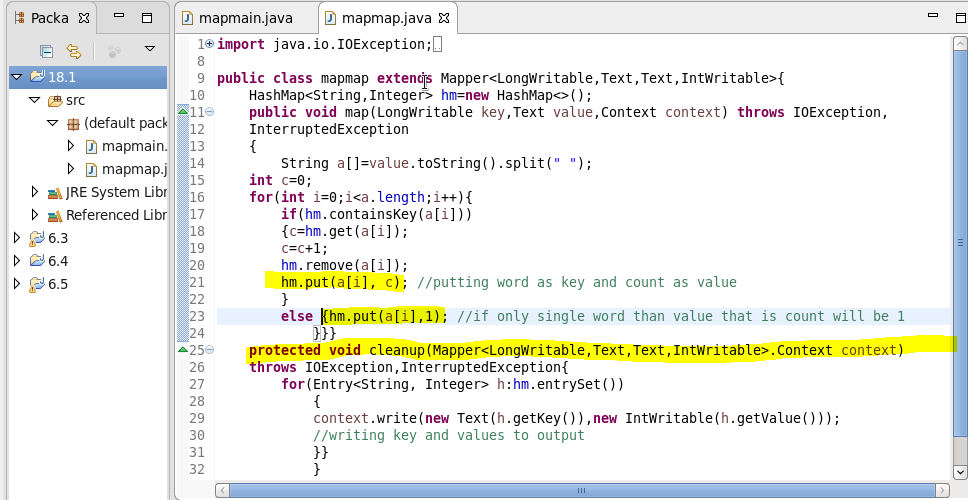 Packa
mapmain.java
mapmap.java
18.1
src
(default pack
mapmain.
mapmap.j
JRE System Libr
Referenced Libr
6.3
6.4
6.5
1 import java.io.IOException;
8
9 public class mapmap extends Mapper<LongWritable,Text,Text,IntWritable>{
10 HashMap<String,Integer> hm=new HashMap<>();
11 public void map(LongWritable key,Text value,Context context) throws IOException,
12 InterruptedException
13 {
14 String a[]=value.toString().split(" ");
15 int c=0;
16 for(int i=0;i<a.length;i++){
17 if(hm.containsKey(a[i]))
18 {c=hm.get(a[i]);
19 c=c+1;
20 hm.remove(a[i]);
21 hm.put(a[i], c); //putting word as key and count as value
22 }
23 else {hm.put(a[i],1); //if only single word than value that is count will be 1
24 }}}
25 protected void cleanup(Mapper<LongWritable,Text,Text,IntWritable>.Context context)
26 throws IOException,InterruptedException{
27 for(Entry<String, Integer> h:hm.entrySet())
28 {
29 context.write(new Text(h.getKey()),new IntWritable(h.getValue()));
30 //writing key and values to output
31 }}
32 }